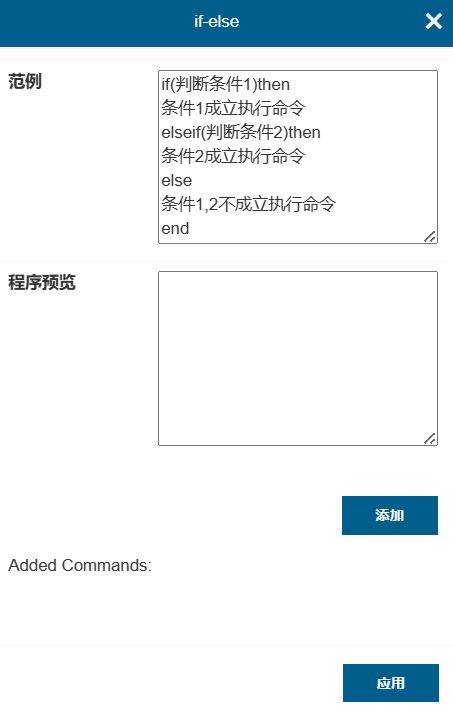 if-else
范例
if(判断条件1)then
条件1成立执行命令
elseif(判断条件2)then
条件2成立执行命令
else
条件1,2不成立执行命令
end
程序预览
添加
Added Commands:
应用